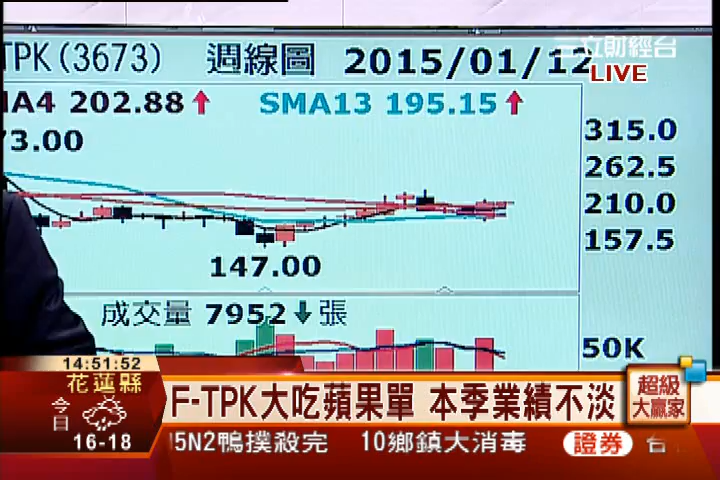 TPK(3673) 週線圖 2015/01/12
三立財經台
LIVE
MA4 202.88↑ SMA13 195.15↑
73.00
315.0
262.5
210.0
157.5
147.00
成交量 7952↓張
50K
14:51:52
花蓮縣
今日
16-18
F-TPK大吃蘋果單 本季業績不淡
超級
大贏家
15N2鴨撲殺完 10鄉鎮大消毒 證券 台